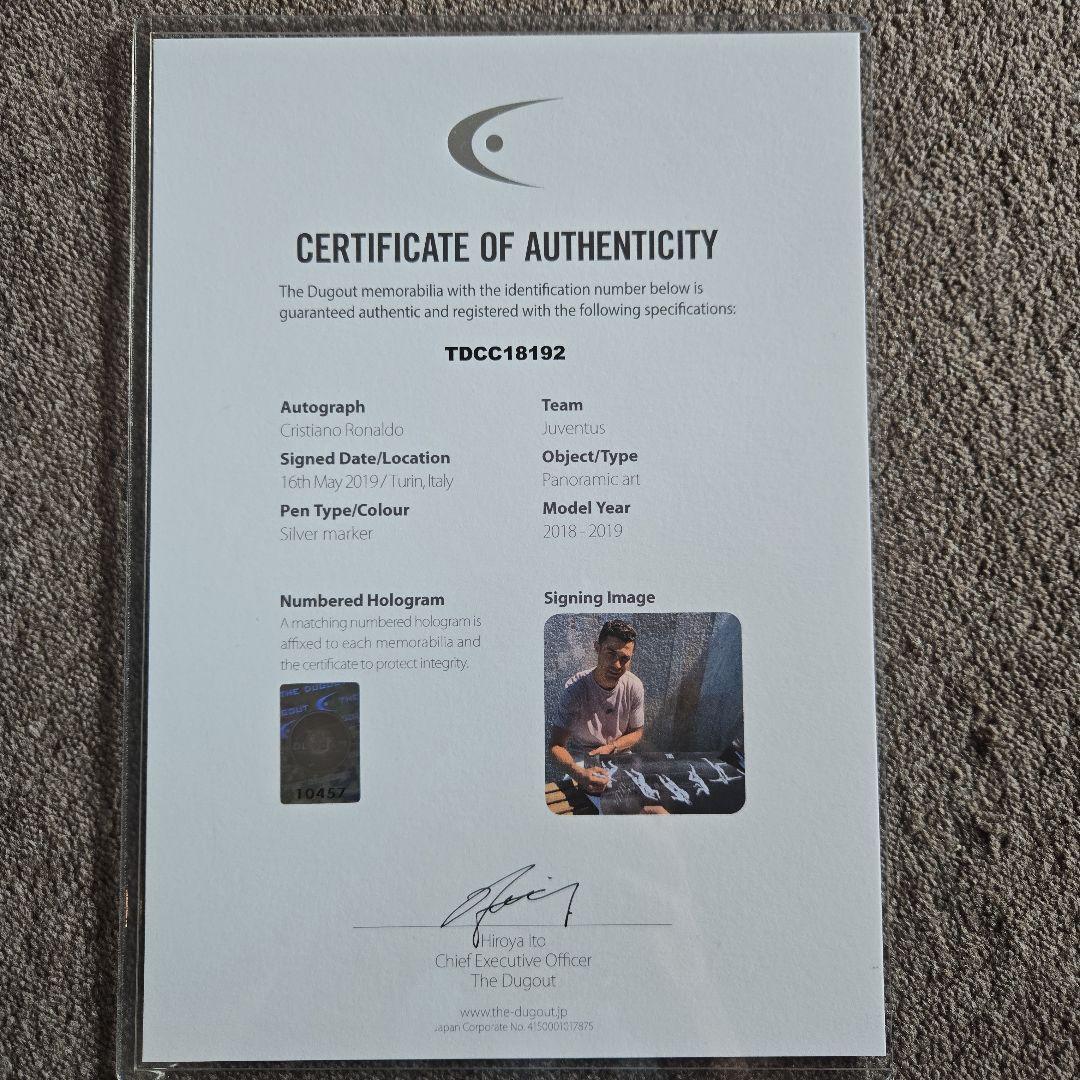 CERTIFICATE OF AUTHENTICITY
The Dugout memorabilia with the identification number below is
guaranteed authentic and registered with the following specifications:
TDCC18192
Autograph
Cristiano Ronaldo
Team
Juventus
Signed Date/Location
16th May 2019 / Turin, Italy
Object/Type
Panoramic art
Pen Type/Colour
Silver marker
Model Year
2018 - 2019
Numbered Hologram
A matching numbered hologram is
affixed to each memorabilia and
the certificate to protect integrity.
Signing Image
THE DUGOUT
10457
Hiroya Ito
Chief Executive Officer
The Dugout
www.the-dugout.jp
Japan Corporate No. 4150001017875